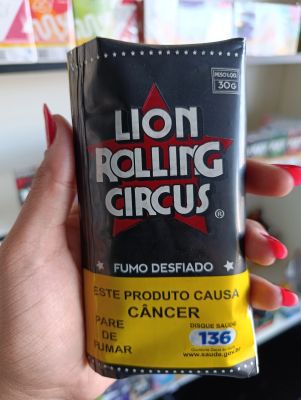 PESO LÍQ.
30G
LION
ROLLING
CIRCUS
®
FUMO DESFIADO
ESTE PRODUTO CAUSA
CÂNCER
PARE
DE
FUMAR
DISQUE SAÚDE
136
www.saude.gov.br